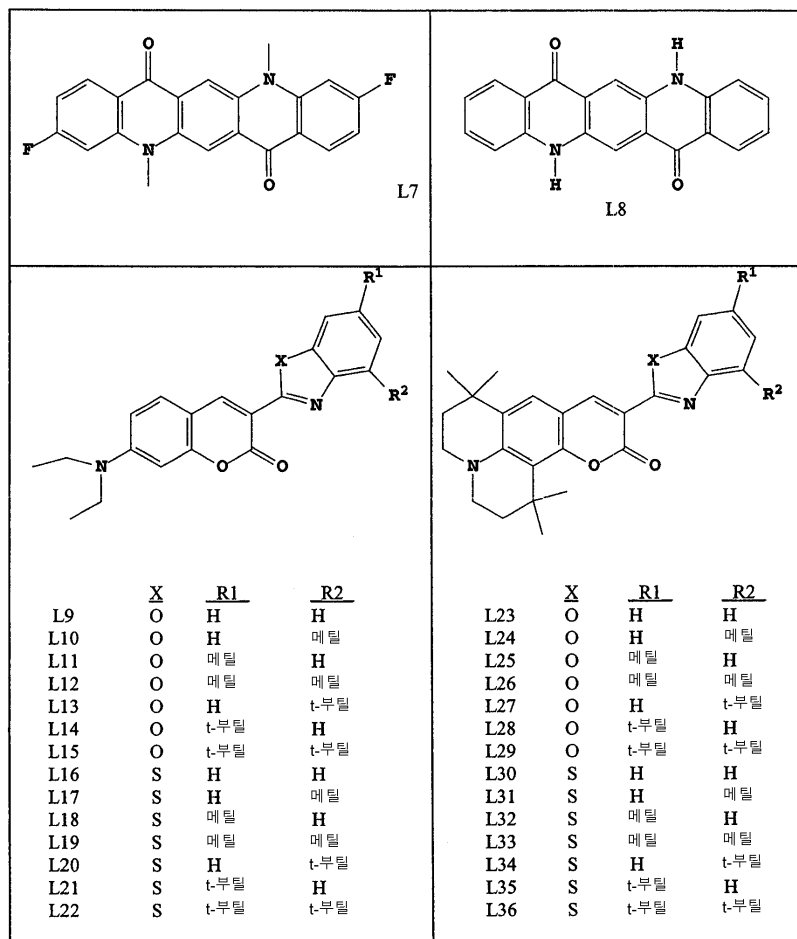 O
N
F
F
N
O
L7
O
H
N
N
H
O
L8
R¹
X
R²
N
N
O
O
R¹
X
R²
N
N
O
O
X R1 R2
L9 O H H
L10 O H 메틸
L11 O 메틸 H
L12 O 메틸 메틸
L13 O H t-부틸
L14 O t-부틸 H
L15 O t-부틸 t-부틸
L16 S H H
L17 S H 메틸
L18 S 메틸 H
L19 S 메틸 메틸
L20 S H t-부틸
L21 S t-부틸 H
L22 S t-부틸 t-부틸
X R1 R2
L23 O H H
L24 O H 메틸
L25 O 메틸 H
L26 O 메틸 메틸
L27 O H t-부틸
L28 O t-부틸 H
L29 O t-부틸 t-부틸
L30 S H H
L31 S H 메틸
L32 S 메틸 H
L33 S 메틸 메틸
L34 S H t-부틸
L35 S t-부틸 H
L36 S t-부틸 t-부틸